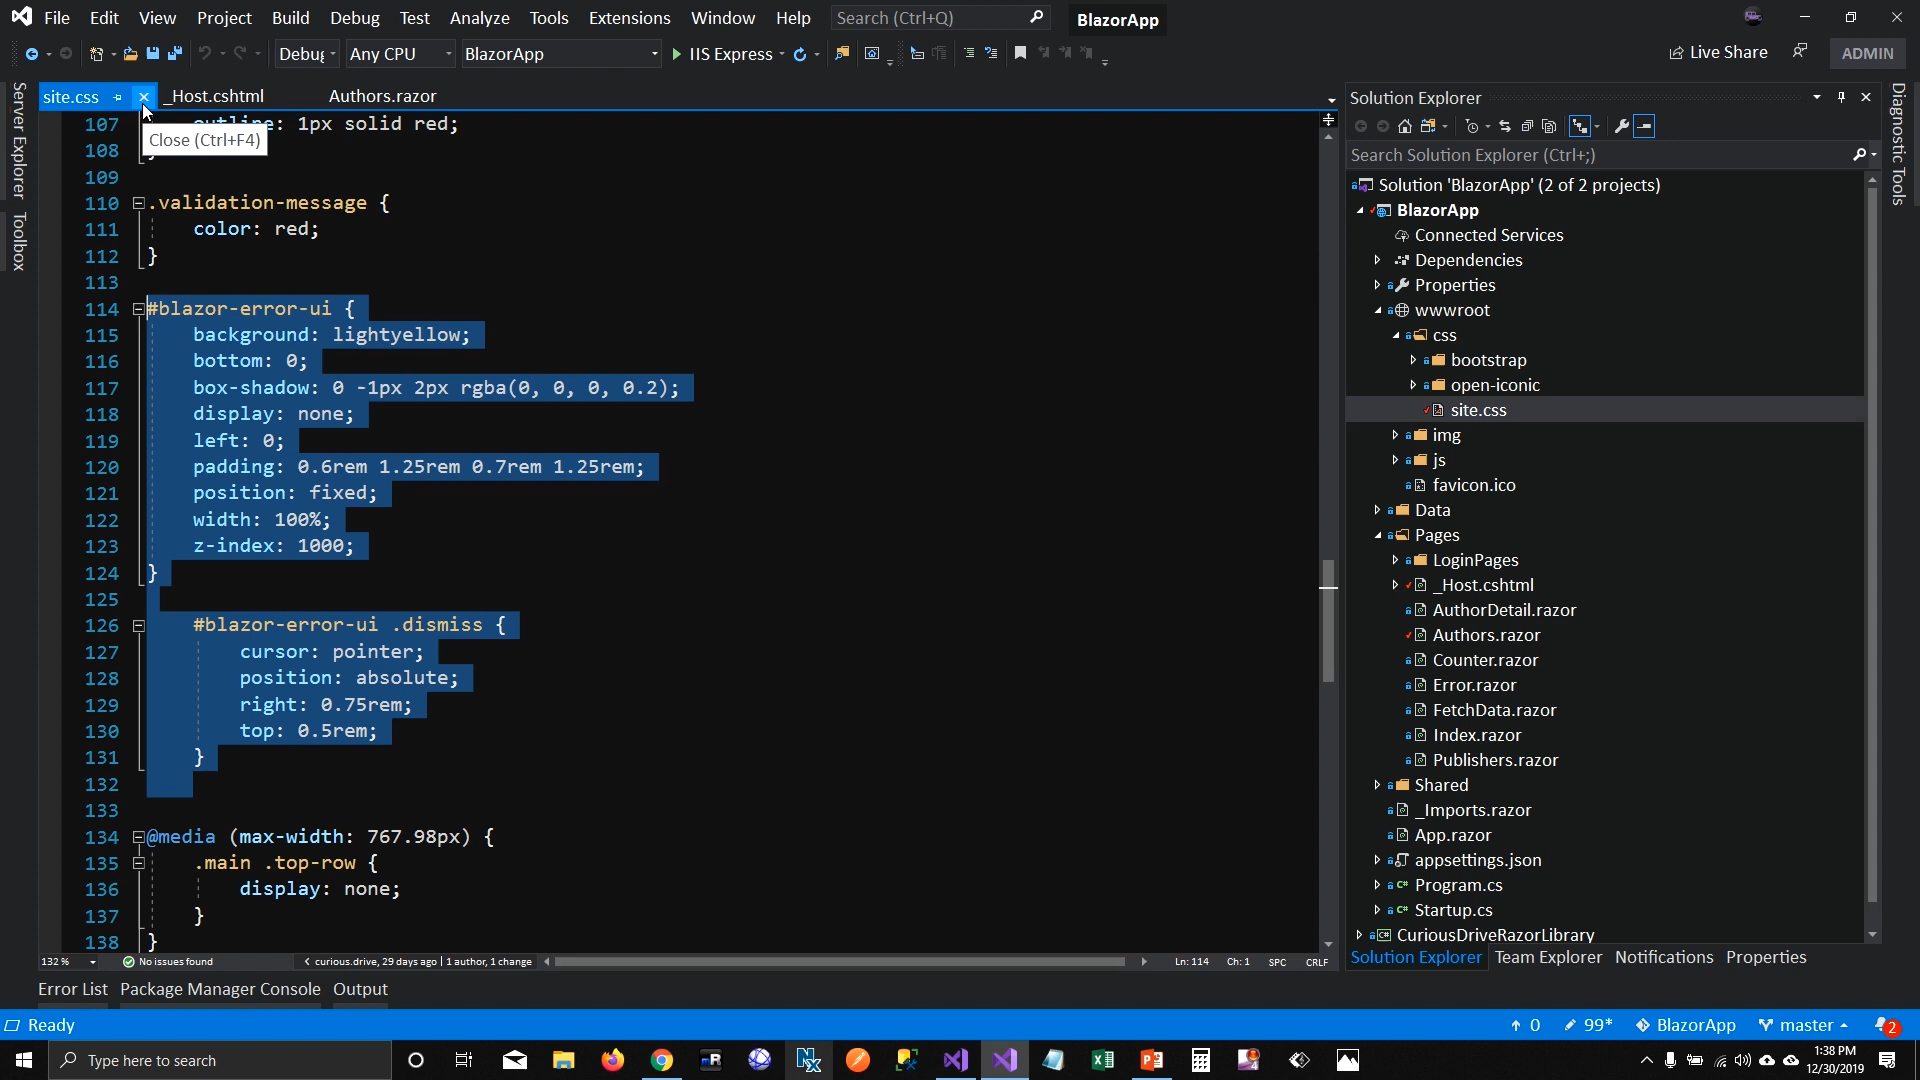 File Edit View Project Build Debug Test Analyze Tools Extensions Window Help Search (Ctrl+Q) BlazorApp
Debug Any CPU BlazorApp IIS Express Live Share ADMIN
Server Explorer
Toolbox
site.css _Host.cshtml Authors.razor
Close (Ctrl+F4)
107 outline: 1px solid red;
108
109
110 .validation-message {
111 color: red;
112 }
113
114 #blazor-error-ui {
115 background: lightyellow;
116 bottom: 0;
117 box-shadow: 0 -1px 2px rgba(0, 0, 0, 0.2);
118 display: none;
119 left: 0;
120 padding: 0.6rem 1.25rem 0.7rem 1.25rem;
121 position: fixed;
122 width: 100%;
123 z-index: 1000;
124 }
125
126 #blazor-error-ui .dismiss {
127 cursor: pointer;
128 position: absolute;
129 right: 0.75rem;
130 top: 0.5rem;
131 }
132
133
134 @media (max-width: 767.98px) {
135 .main .top-row {
136 display: none;
137 }
138 }
132 % No issues found < curious.drive, 29 days ago | 1 author, 1 change Ln: 114 Ch: 1 SPC CRLF
Solution Explorer
Search Solution Explorer (Ctrl+;)
Solution 'BlazorApp' (2 of 2 projects)
BlazorApp
Connected Services
Dependencies
Properties
wwwroot
css
bootstrap
open-iconic
site.css
img
js
favicon.ico
Data
Pages
LoginPages
_Host.cshtml
AuthorDetail.razor
Authors.razor
Counter.razor
Error.razor
FetchData.razor
Index.razor
Publishers.razor
Shared
_Imports.razor
App.razor
appsettings.json
Program.cs
Startup.cs
CuriousDriveRazorLibrary
Solution Explorer Team Explorer Notifications Properties
Diagnostic Tools
Error List Package Manager Console Output
Ready 0 99* BlazorApp master 2
Type here to search 1:38 PM
12/30/2019